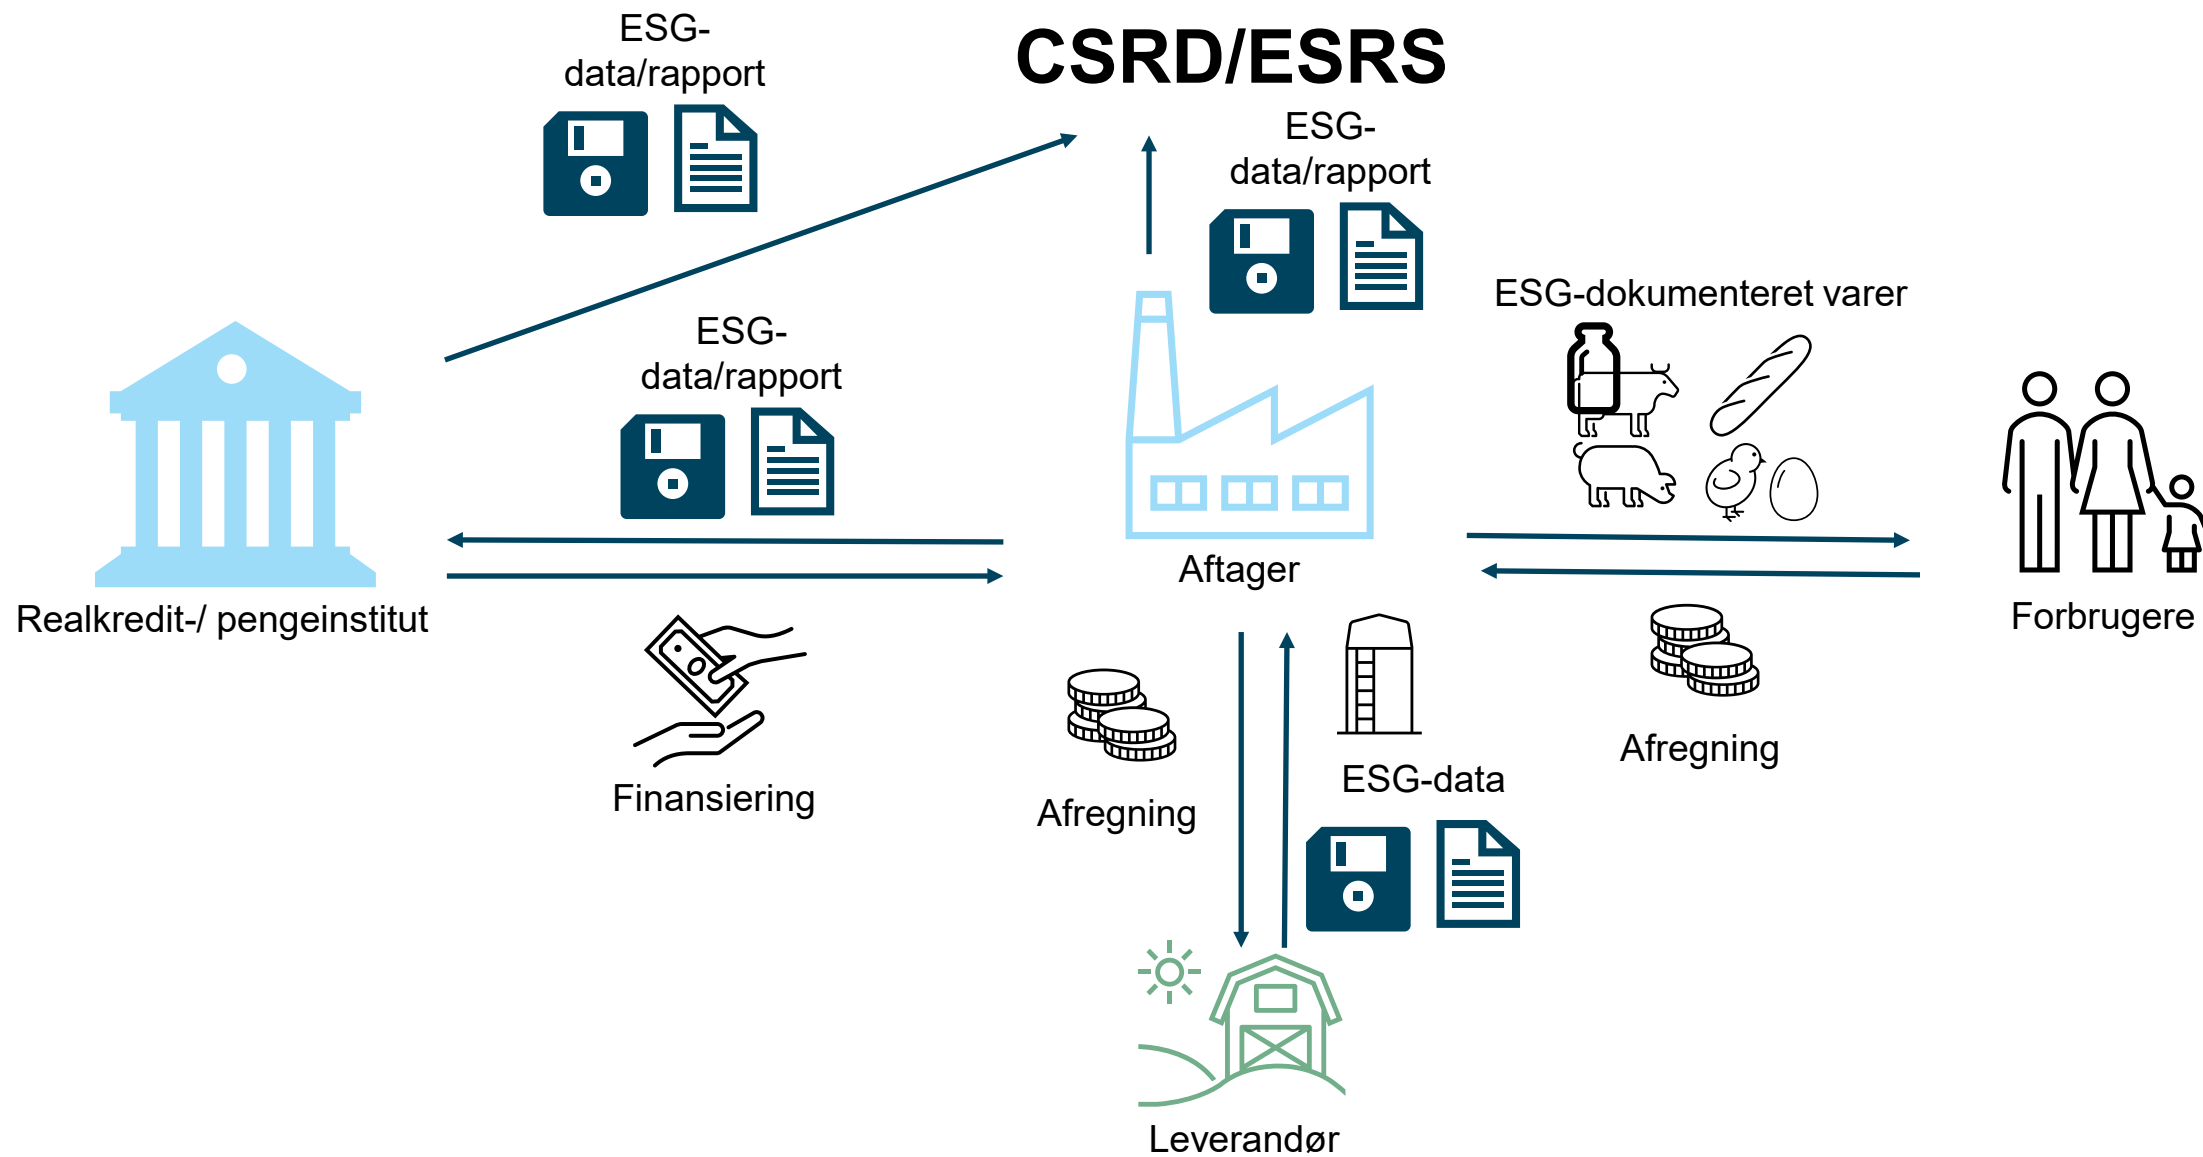 ESG-
data/rapport
CSRD/ESRS
ESG-
data/rapport
ESG-dokumenteret varer
ESG-
data/rapport
Aftager
Realkredit-/ pengeinstitut
Forbrugere
Finansiering
Afregning
ESG-data
Afregning
Leverandør